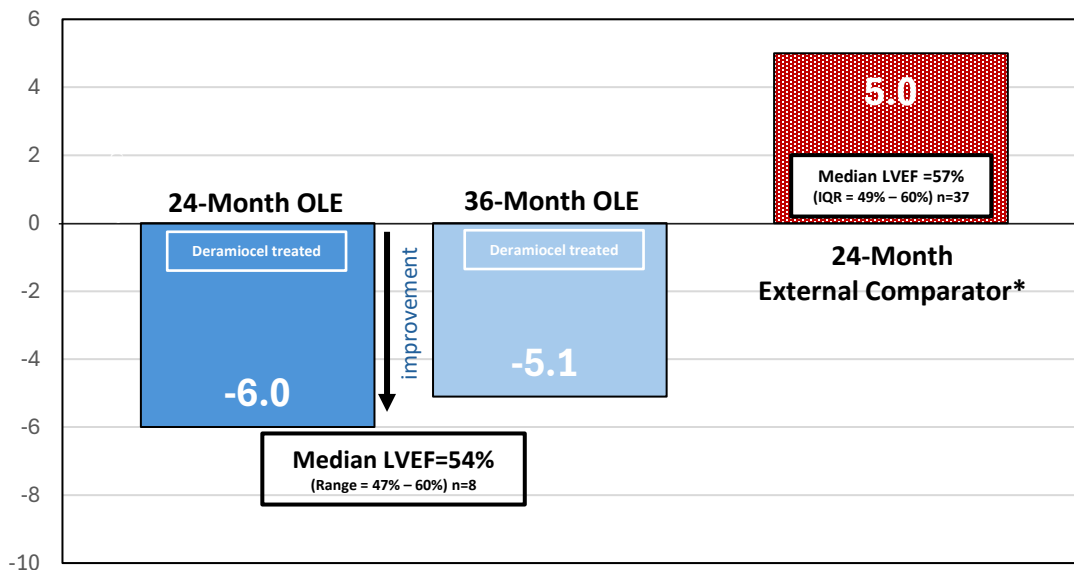 6
4
2
0
-2
-4
-6
-8
-10
24-Month OLE
Deramiocel treated
-6.0
improvement
36-Month OLE
Deramiocel treated
-5.1
Median LVEF=54%
(Range = 47% – 60%) n=8
5.0
Median LVEF =57%
(IQR = 49% – 60%) n=37
24-Month
External Comparator*